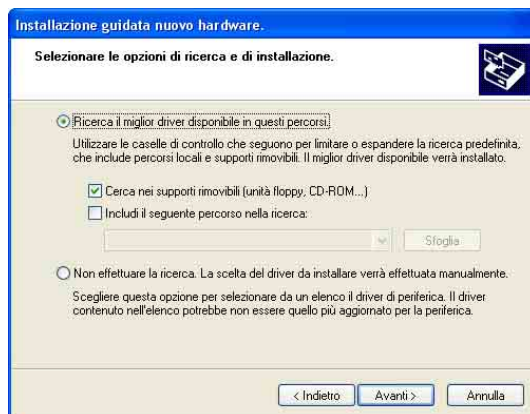 Installazione guidata nuovo hardware.
Selezionare le opzioni di ricerca e di installazione.
Ricerca il miglior driver disponibile in questi percorsi.
Utilizzare le caselle di controllo che seguono per limitare o espandere la ricerca predefinita,
che include percorsi locali e supporti rimovibili. Il miglior driver disponibile verrà installato.
Cerca nei supporti rimovibili (unità floppy, CD-ROM...)
Includi il seguente percorso nella ricerca:
Sfoglia
Non effettuare la ricerca. La scelta del driver da installare verrà effettuata manualmente.
Scegliere questa opzione per selezionare da un elenco il driver di periferica. Il driver
contenuto nell'elenco potrebbe non essere quello più aggiornato per la periferica.
< Indietro Avanti > Annulla